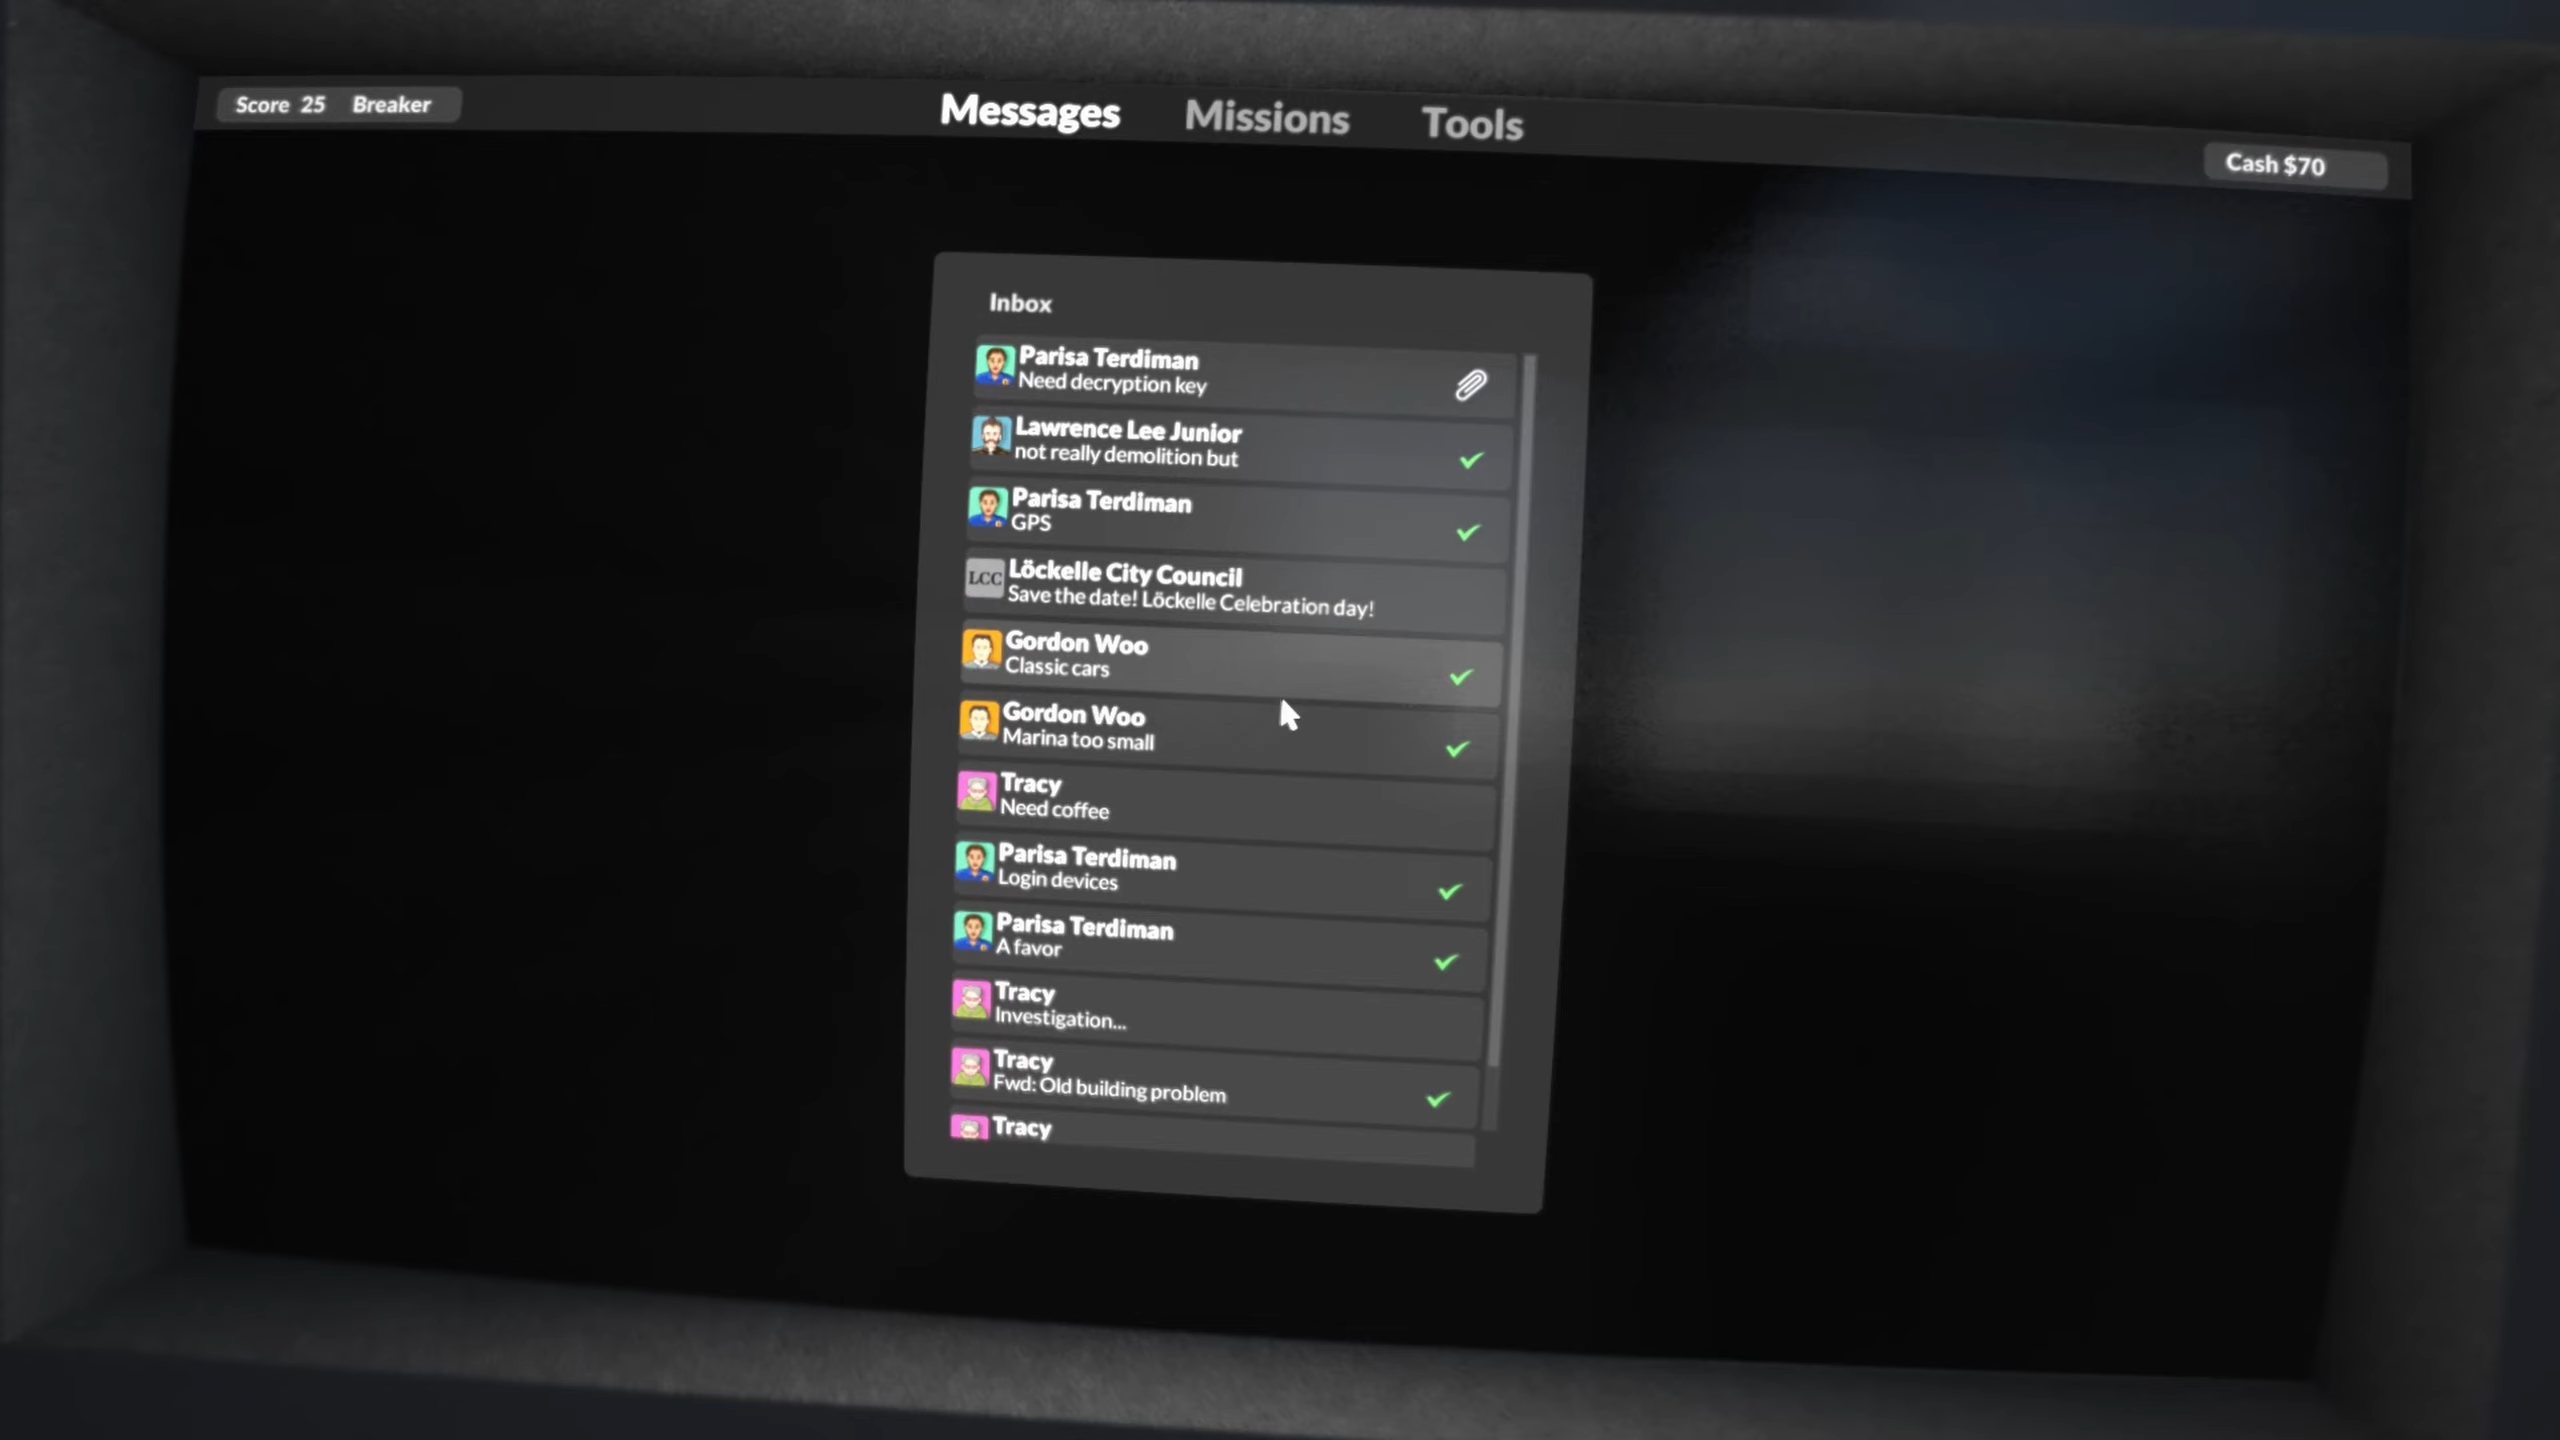 Score 25 Breaker
Messages Missions Tools
Cash $70
Inbox
Parisa Terdiman
Need decryption key
Lawrence Lee Junior
not really demolition but
Parisa Terdiman
GPS
LCC
Löckelle City Council
Save the date! Löckelle Celebration day!
Gordon Woo
Classic cars
Gordon Woo
Marina too small
Tracy
Need coffee
Parisa Terdiman
Login devices
Parisa Terdiman
A favor
Tracy
Investigation...
Tracy
Fwd: Old building problem
Tracy